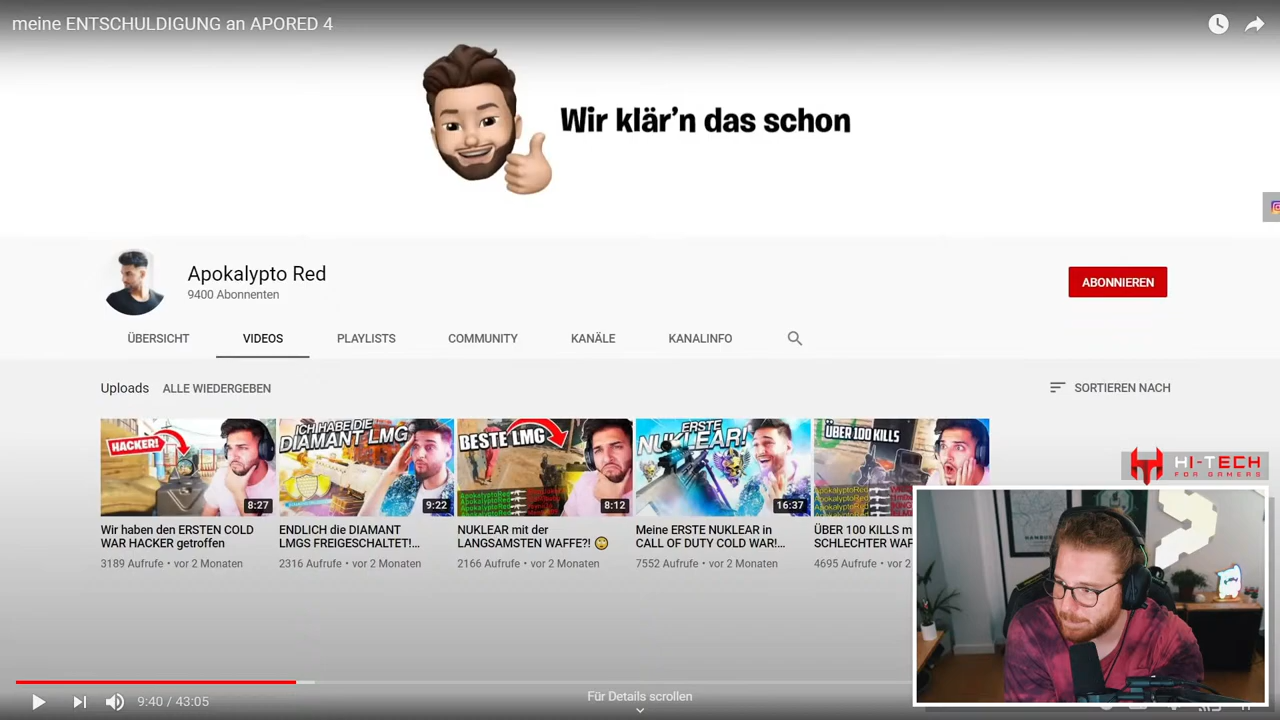 meine ENTSCHULDIGUNG an APORED 4
Wir klär'n das schon
Apokalypto Red
9400 Abonnenten
ABONNIEREN
ÜBERSICHT
VIDEOS
PLAYLISTS
COMMUNITY
KANÄLE
KANALINFO
Uploads
ALLE WIEDERGEBEN
SORTIEREN NACH
HACKER!
8:27
ICH HABE DIE
DIAMANT LMG
9:22
BESTE LMG
8:12
ERSTE
NUKLEAR!
16:37
ÜBER 100 KILLS
Wir haben den ERSTEN COLD
WAR HACKER getroffen
3189 Aufrufe • vor 2 Monaten
ENDLICH die DIAMANT
LMGS FREIGESCHALTET!...
2316 Aufrufe • vor 2 Monaten
NUKLEAR mit der
LANGSAMSTEN WAFFE?!
2166 Aufrufe • vor 2 Monaten
Meine ERSTE NUKLEAR in
CALL OF DUTY COLD WAR!...
7552 Aufrufe • vor 2 Monaten
ÜBER 100 KILLS m
SCHLECHTER WAF
4695 Aufrufe • vor 2
HI-TECH
FOR GAMERS
9:40 / 43:05
Für Details scrollen